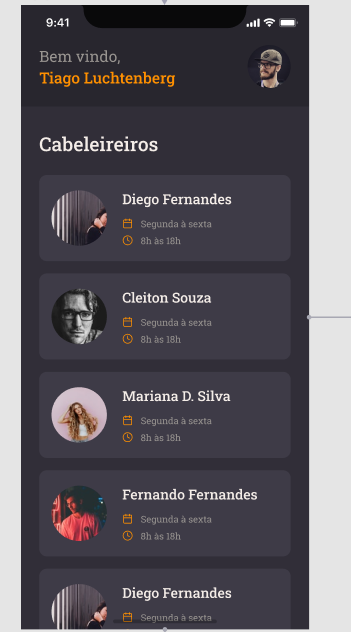 9:41
Bem vindo,
Tiago Luchtenberg
Cabeleireiros
Diego Fernandes
Segunda à sexta
8h às 18h
Cleiton Souza
Segunda à sexta
8h às 18h
Mariana D. Silva
Segunda à sexta
8h às 18h
Fernando Fernandes
Segunda à sexta
8h às 18h
Diego Fernandes
Segunda à sexta